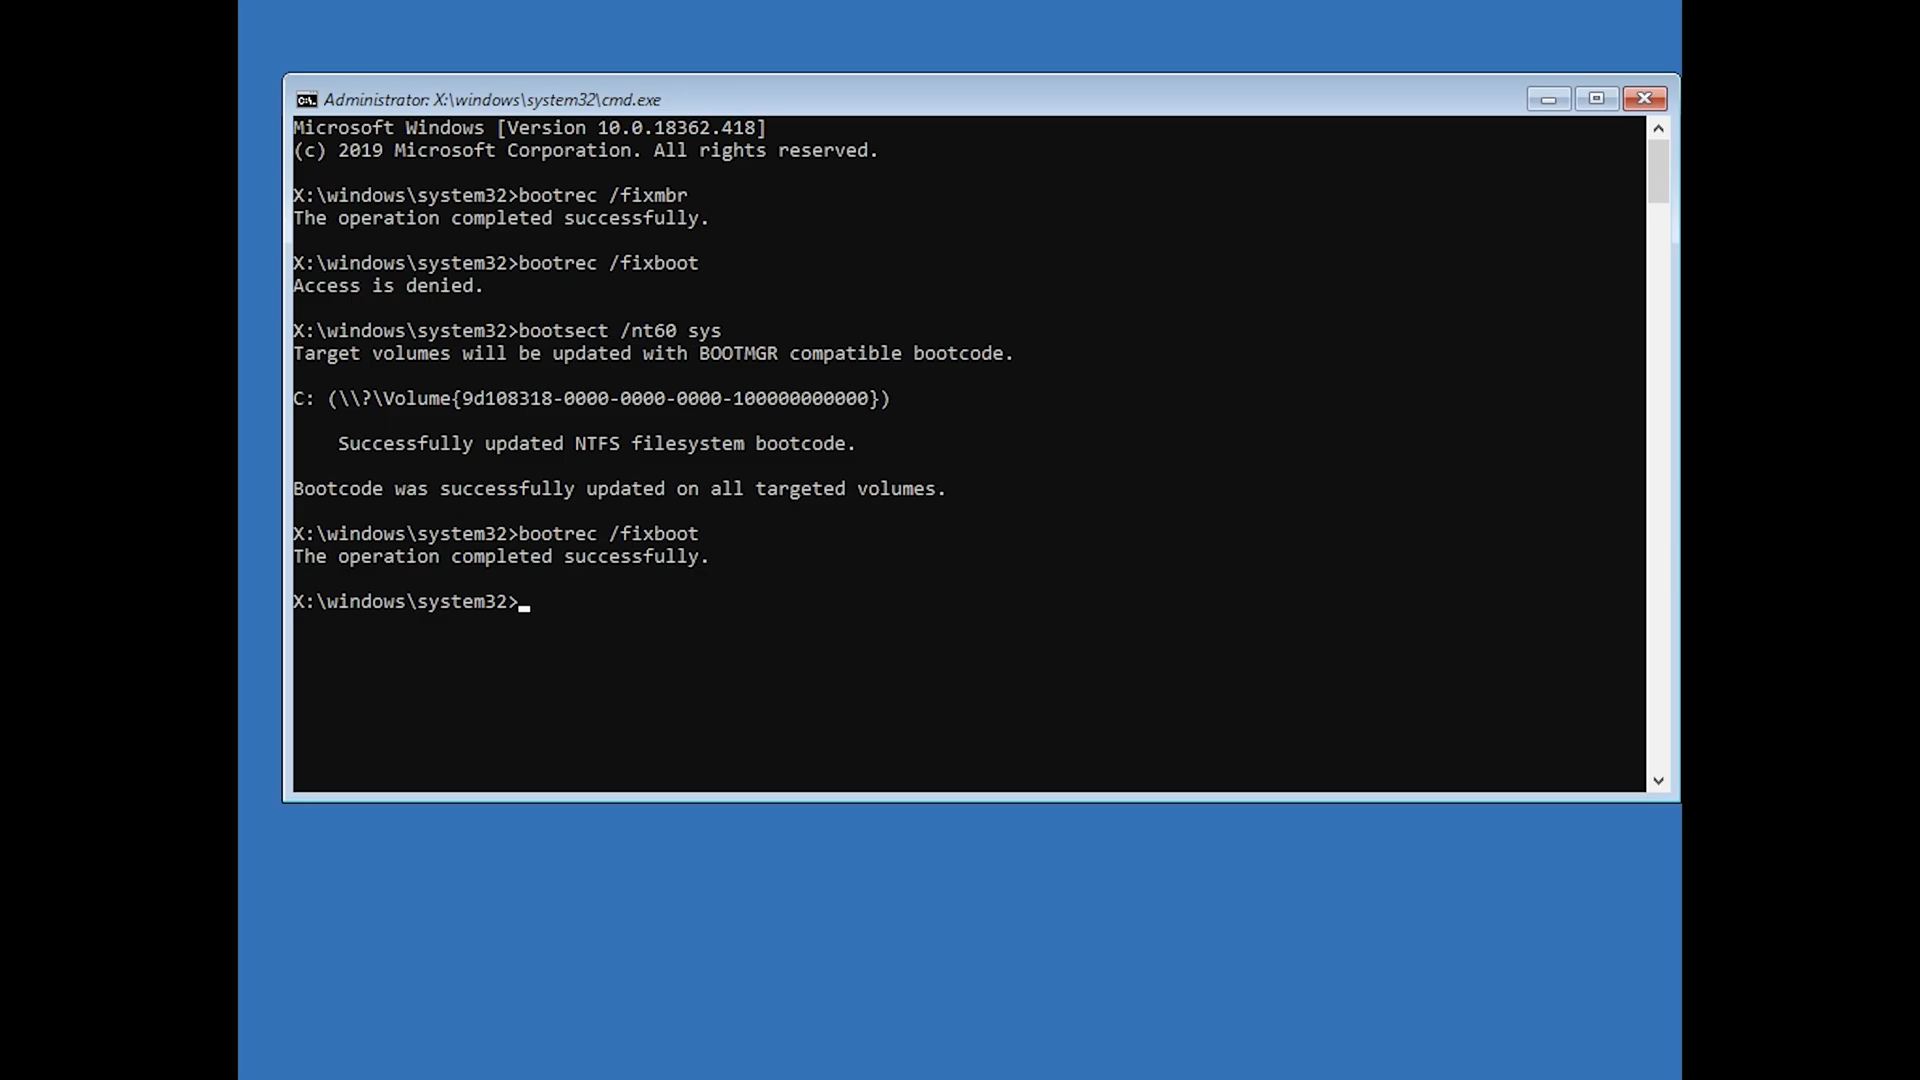 Administrator: X:\windows\system32\cmd.exe
Microsoft Windows [Version 10.0.18362.418]
(c) 2019 Microsoft Corporation. All rights reserved.
X:\windows\system32>bootrec /fixmbr
The operation completed successfully.
X:\windows\system32>bootrec /fixboot
Access is denied.
X:\windows\system32>bootsect /nt60 sys
Target volumes will be updated with BOOTMGR compatible bootcode.
C: (\\?\Volume{9d108318-0000-0000-0000-100000000000})
Successfully updated NTFS filesystem bootcode.
Bootcode was successfully updated on all targeted volumes.
X:\windows\system32>bootrec /fixboot
The operation completed successfully.
X:\windows\system32>